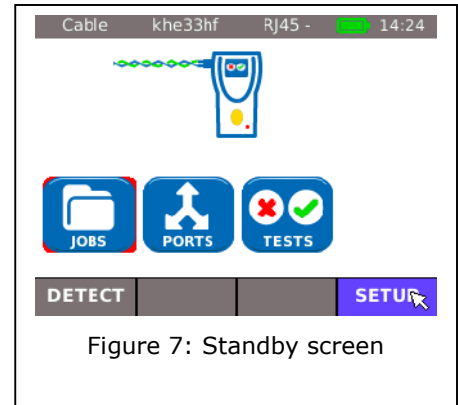 Cable khe33hf RJ45 - 14:24
JOBS PORTS TESTS
DETECT SETUP
Figure 7: Standby screen